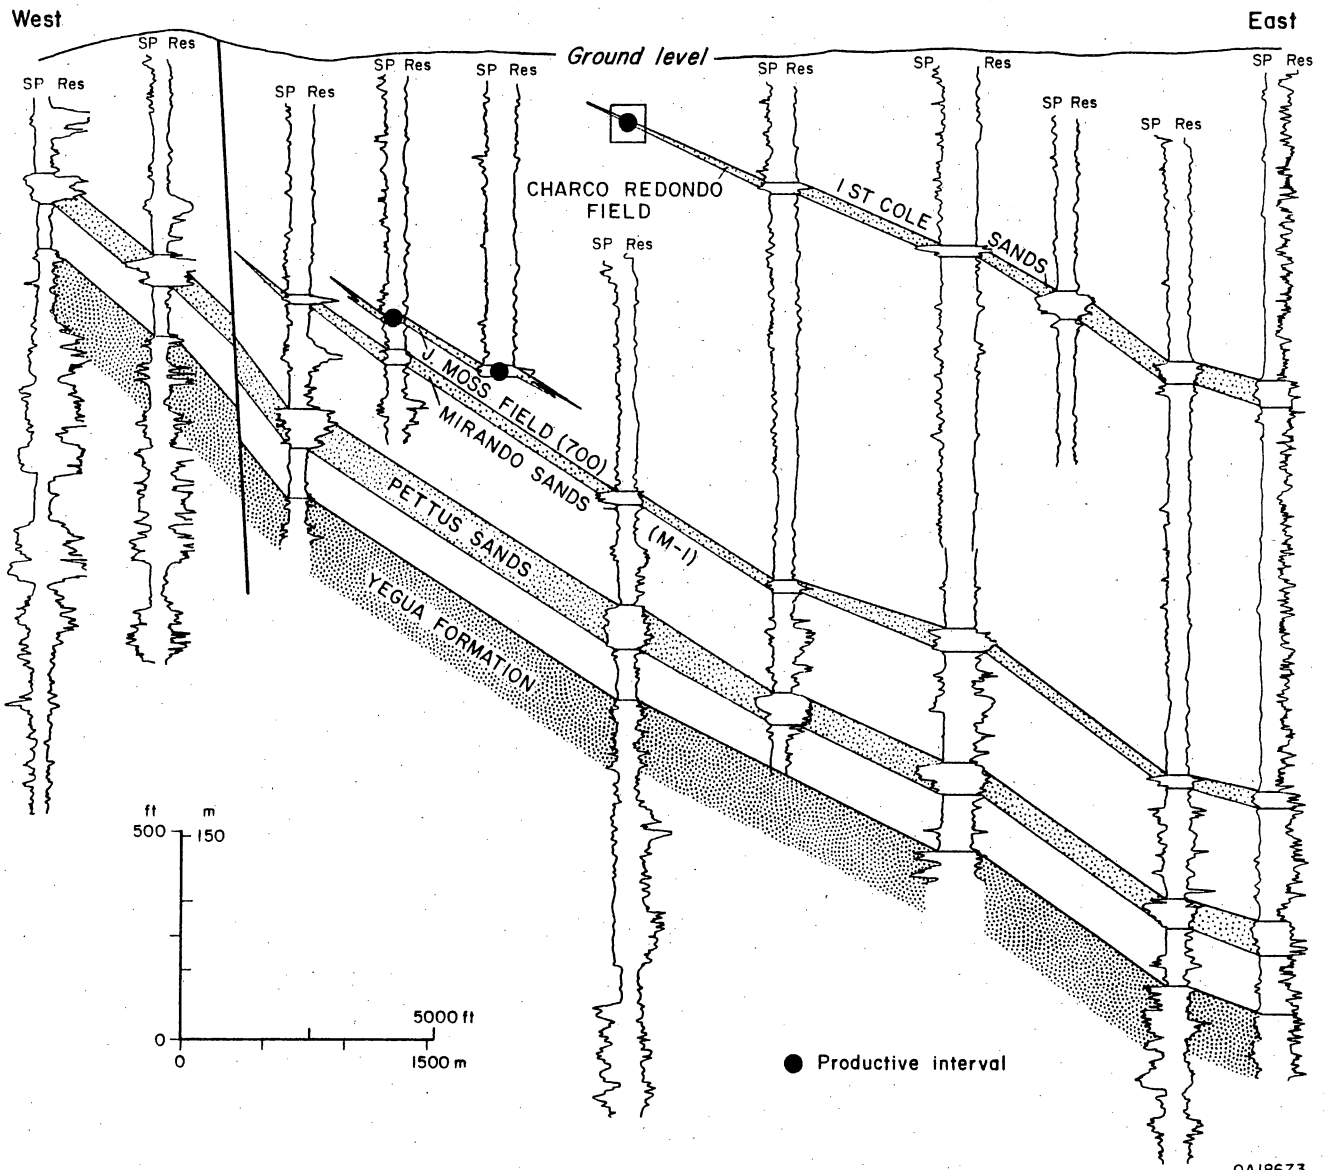 West
East
Ground level
SP Res
SP Res
SP Res
SP Res
SP Res
SP Res
SP Res
SP Res
SP Res
SP Res
SP Res
CHARCO REDONDO
FIELD
1 ST COLE SANDS
J. MOSS FIELD (700)
MIRANDO SANDS (M-1)
PETTUS SANDS
YEGUA FORMATION
ft m
500 150
0
5000 ft
0 1500 m
Productive interval
QA18673